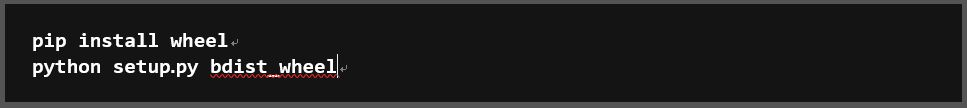 pip install wheel
python setup.py bdist_wheel